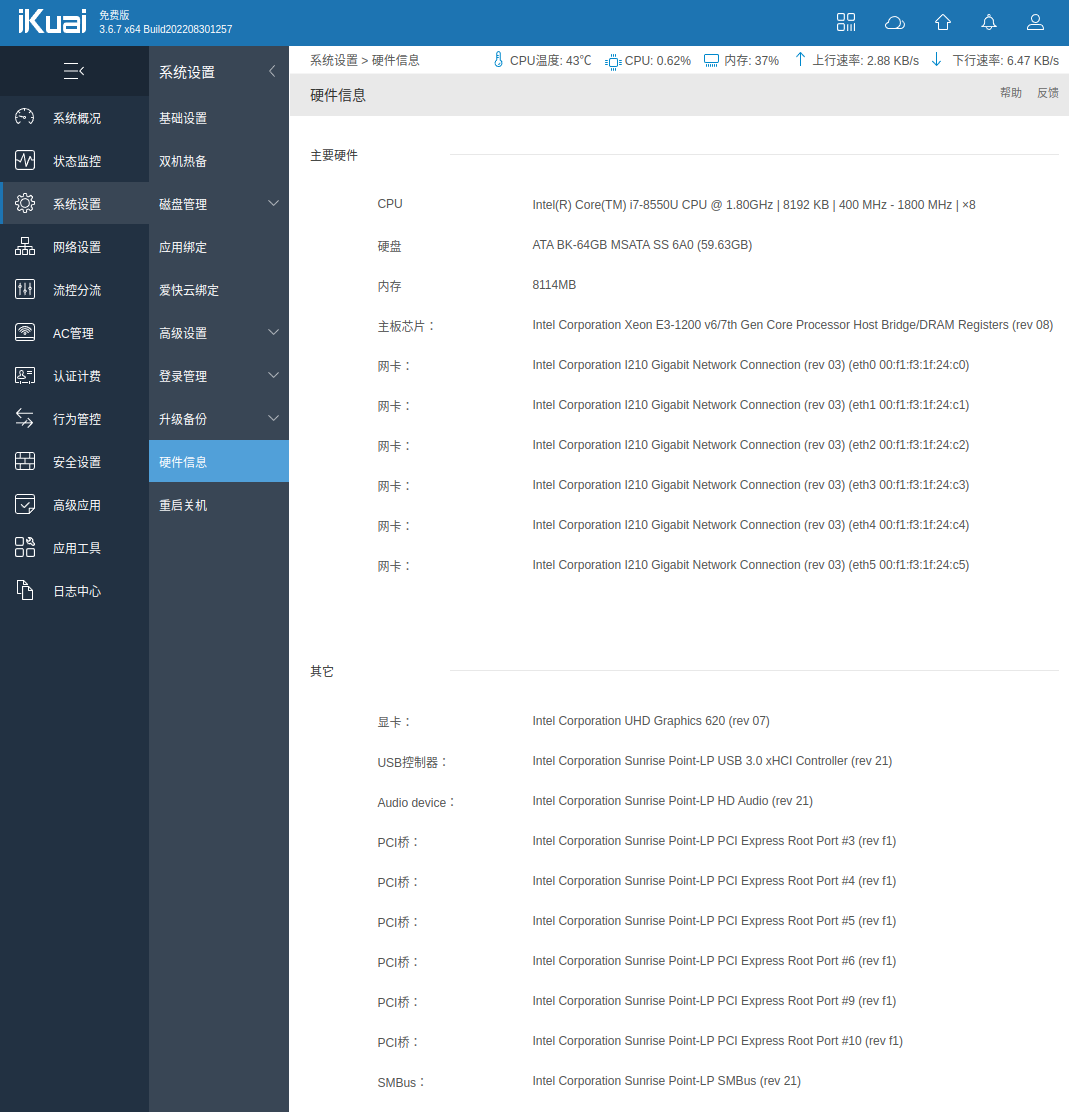 iKuai
免费版
3.6.7 x64 Build202208301257
系统概况
状态监控
系统设置
网络设置
流控分流
AC管理
认证计费
行为管控
安全设置
高级应用
应用工具
日志中心
系统设置
基础设置
双机热备
磁盘管理
应用绑定
爱快云绑定
高级设置
登录管理
升级备份
硬件信息
重启关机
系统设置 > 硬件信息
CPU温度: 43℃ CPU: 0.62% 内存: 37% 上行速率: 2.88 KB/s 下行速率: 6.47 KB/s
硬件信息 帮助 反馈
主要硬件
CPU Intel(R) Core(TM) i7-8550U CPU @ 1.80GHz | 8192 KB | 400 MHz - 1800 MHz | ×8
硬盘 ATA BK-64GB MSATA SS 6A0 (59.63GB)
内存 8114MB
主板芯片： Intel Corporation Xeon E3-1200 v6/7th Gen Core Processor Host Bridge/DRAM Registers (rev 08)
网卡： Intel Corporation I210 Gigabit Network Connection (rev 03) (eth0 00:f1:f3:1f:24:c0)
网卡： Intel Corporation I210 Gigabit Network Connection (rev 03) (eth1 00:f1:f3:1f:24:c1)
网卡： Intel Corporation I210 Gigabit Network Connection (rev 03) (eth2 00:f1:f3:1f:24:c2)
网卡： Intel Corporation I210 Gigabit Network Connection (rev 03) (eth3 00:f1:f3:1f:24:c3)
网卡： Intel Corporation I210 Gigabit Network Connection (rev 03) (eth4 00:f1:f3:1f:24:c4)
网卡： Intel Corporation I210 Gigabit Network Connection (rev 03) (eth5 00:f1:f3:1f:24:c5)
其它
显卡： Intel Corporation UHD Graphics 620 (rev 07)
USB控制器： Intel Corporation Sunrise Point-LP USB 3.0 xHCI Controller (rev 21)
Audio device： Intel Corporation Sunrise Point-LP HD Audio (rev 21)
PCI桥： Intel Corporation Sunrise Point-LP PCI Express Root Port #3 (rev f1)
PCI桥： Intel Corporation Sunrise Point-LP PCI Express Root Port #4 (rev f1)
PCI桥： Intel Corporation Sunrise Point-LP PCI Express Root Port #5 (rev f1)
PCI桥： Intel Corporation Sunrise Point-LP PCI Express Root Port #6 (rev f1)
PCI桥： Intel Corporation Sunrise Point-LP PCI Express Root Port #9 (rev f1)
PCI桥： Intel Corporation Sunrise Point-LP PCI Express Root Port #10 (rev f1)
SMBus： Intel Corporation Sunrise Point-LP SMBus (rev 21)